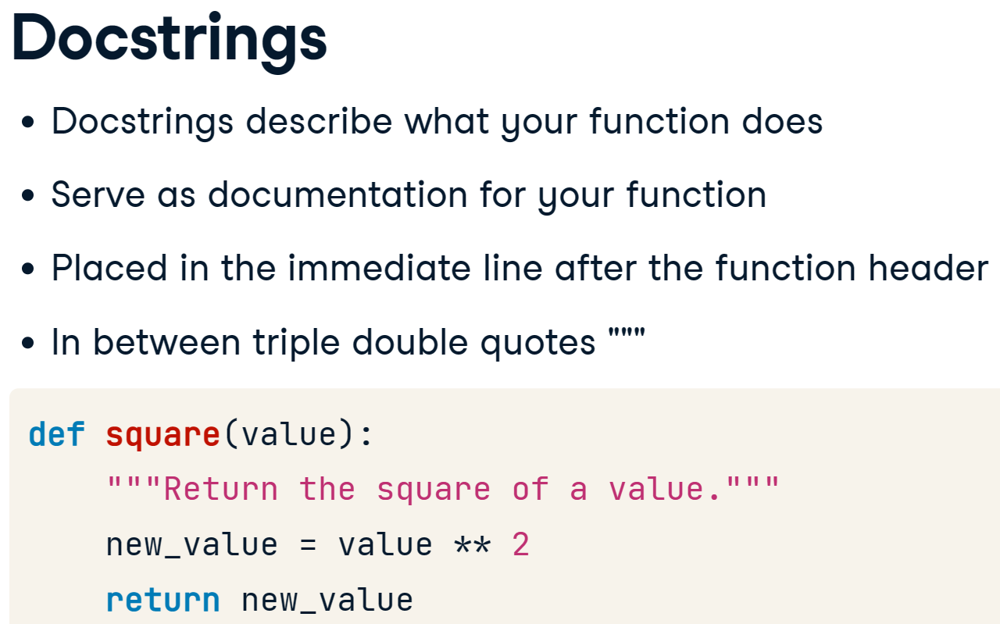 Docstrings
• Docstrings describe what your function does
• Serve as documentation for your function
• Placed in the immediate line after the function header
• In between triple double quotes """
def square(value):
    """Return the square of a value."""
    new_value = value ** 2
    return new_value